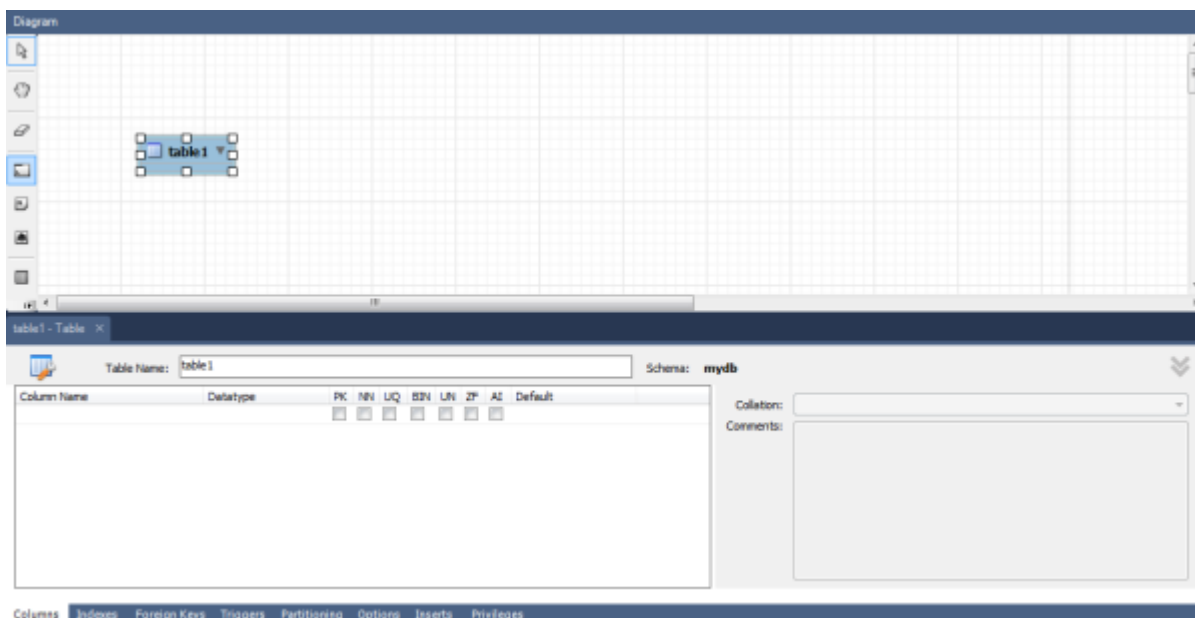 Diagram
table1
table1 - Table ×
Table Name: table1 Schema: mydb
Column Name Datatype PK NN UQ BIN UN ZF AI Default
Collation:
Comments:
Columns Indexes Foreign Keys Triggers Partitioning Options Inserts Privileges